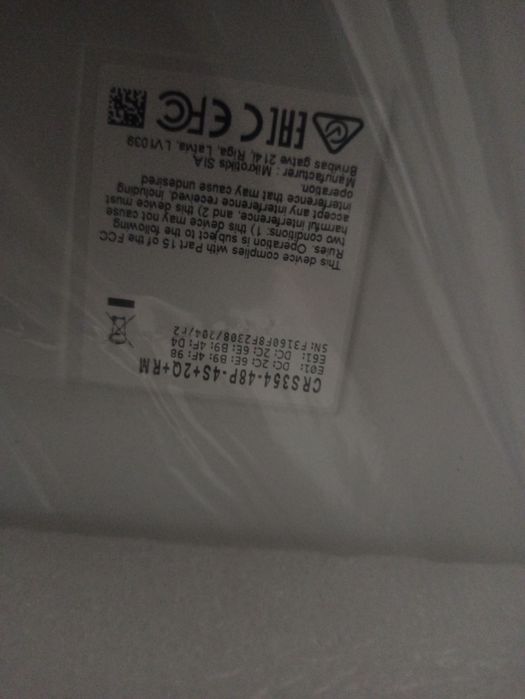 CRS354-48P-4S+2Q+RM
E01: DC: 2C: 6E: B9: 4F: 98
E61: DC: 2C: 6E: B9: 4F: D4
SN: F3160F8F2308/204/r2
This device complies with Part 15 of the FCC
Rules. Operation is subject to the following
two conditions: 1) this device may not cause
harmful interference, and 2) this device must
accept any interference received, including
interference that may cause undesired
operation.
Manufacturer : Mikrotikls SIA,
Brivibas gatve 214i, Riga, Latvia, LV1039
EAC CE FC